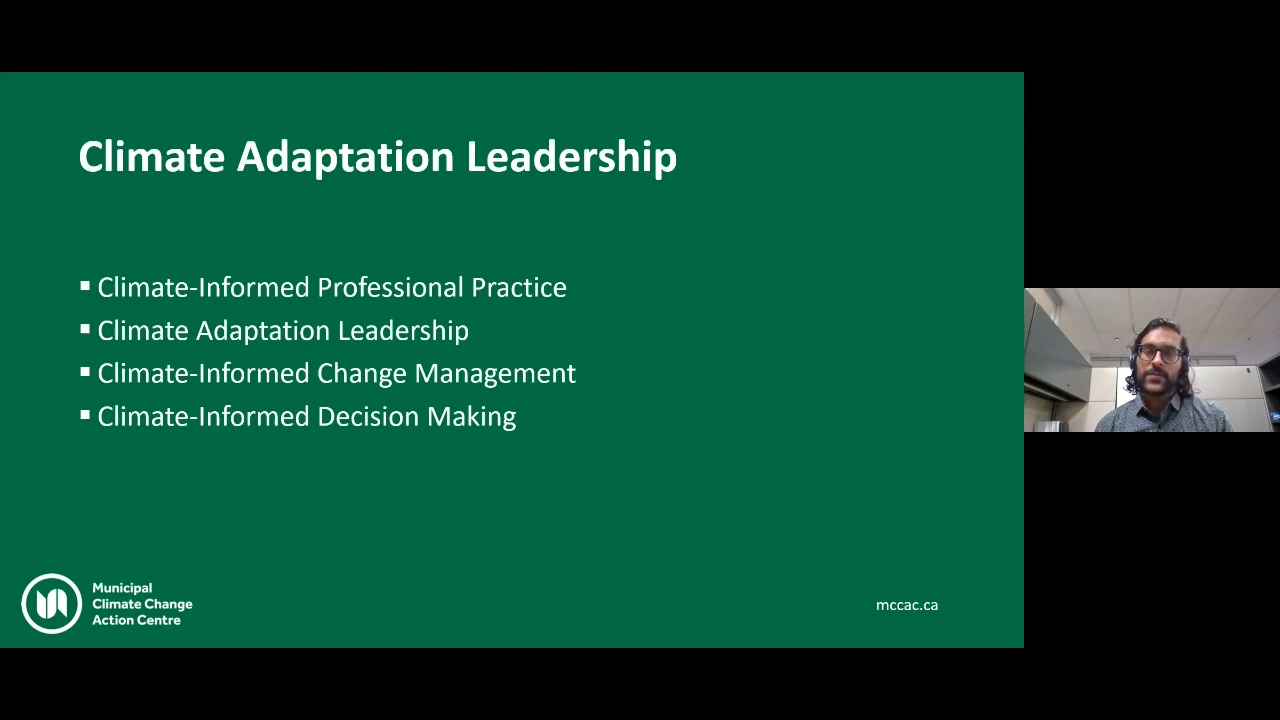 Climate Adaptation Leadership
▪ Climate-Informed Professional Practice
▪ Climate Adaptation Leadership
▪ Climate-Informed Change Management
▪ Climate-Informed Decision Making
Municipal
Climate Change
Action Centre
mccac.ca